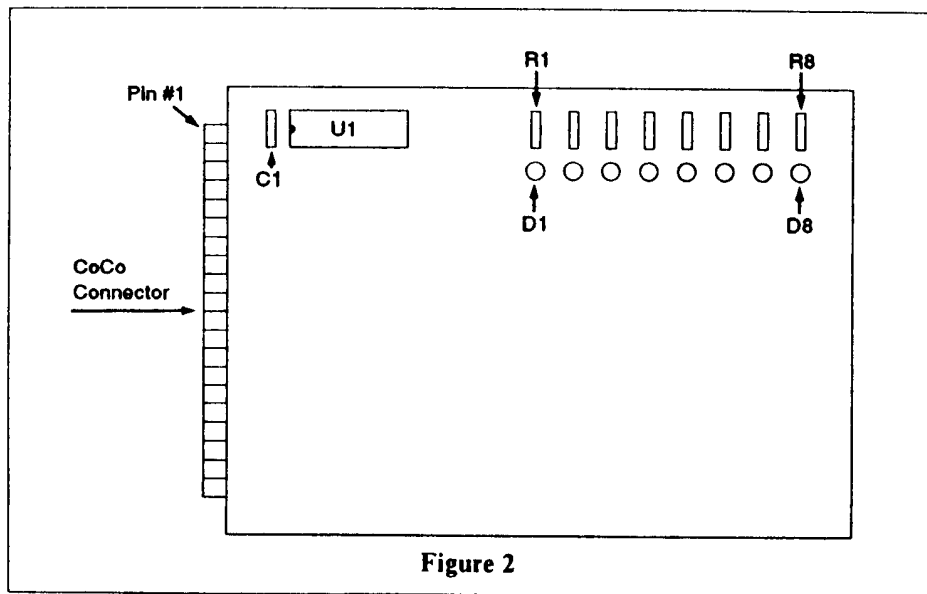 R1
R8
Pin #1
U1
C1
D1
D8
CoCo
Connector
Figure 2